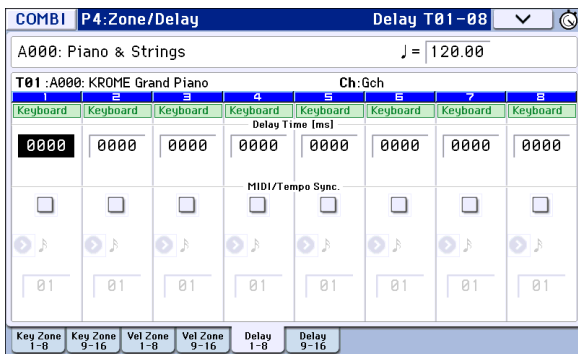 COMBI P4:Zone/Delay Delay T01-08
A000: Piano & Strings ♩= 120.00
T01 :A000: KROME Grand Piano Ch:Gch
1 2 3 4 5 6 7 8
Keyboard Keyboard Keyboard Keyboard Keyboard Keyboard Keyboard Keyboard
Delay Time [ms]
0000 0000 0000 0000 0000 0000 0000 0000
MIDI/Tempo Sync.
01 01 01 01 01 01 01 01
Key Zone 1-8 Key Zone 9-16 Vel Zone 1-8 Vel Zone 9-16 Delay 1-8 Delay 9-16